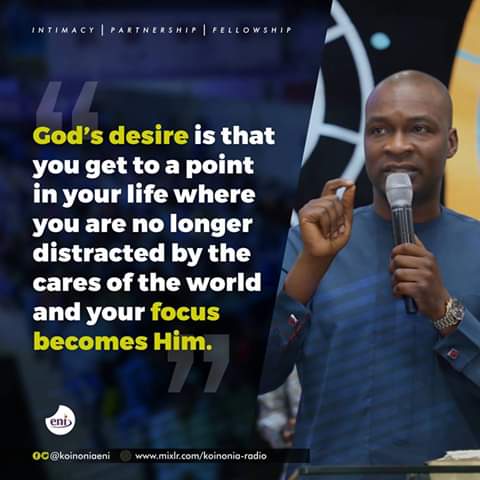 INTIMACY | PARTNERSHIP | FELLOWSHIP
“
God’s desire is that
you get to a point
in your life where
you are no longer
distracted by the
cares of the world
and your focus
becomes Him.
”
eni
@koinoniaeni www.mixlr.com/koinonia-radio